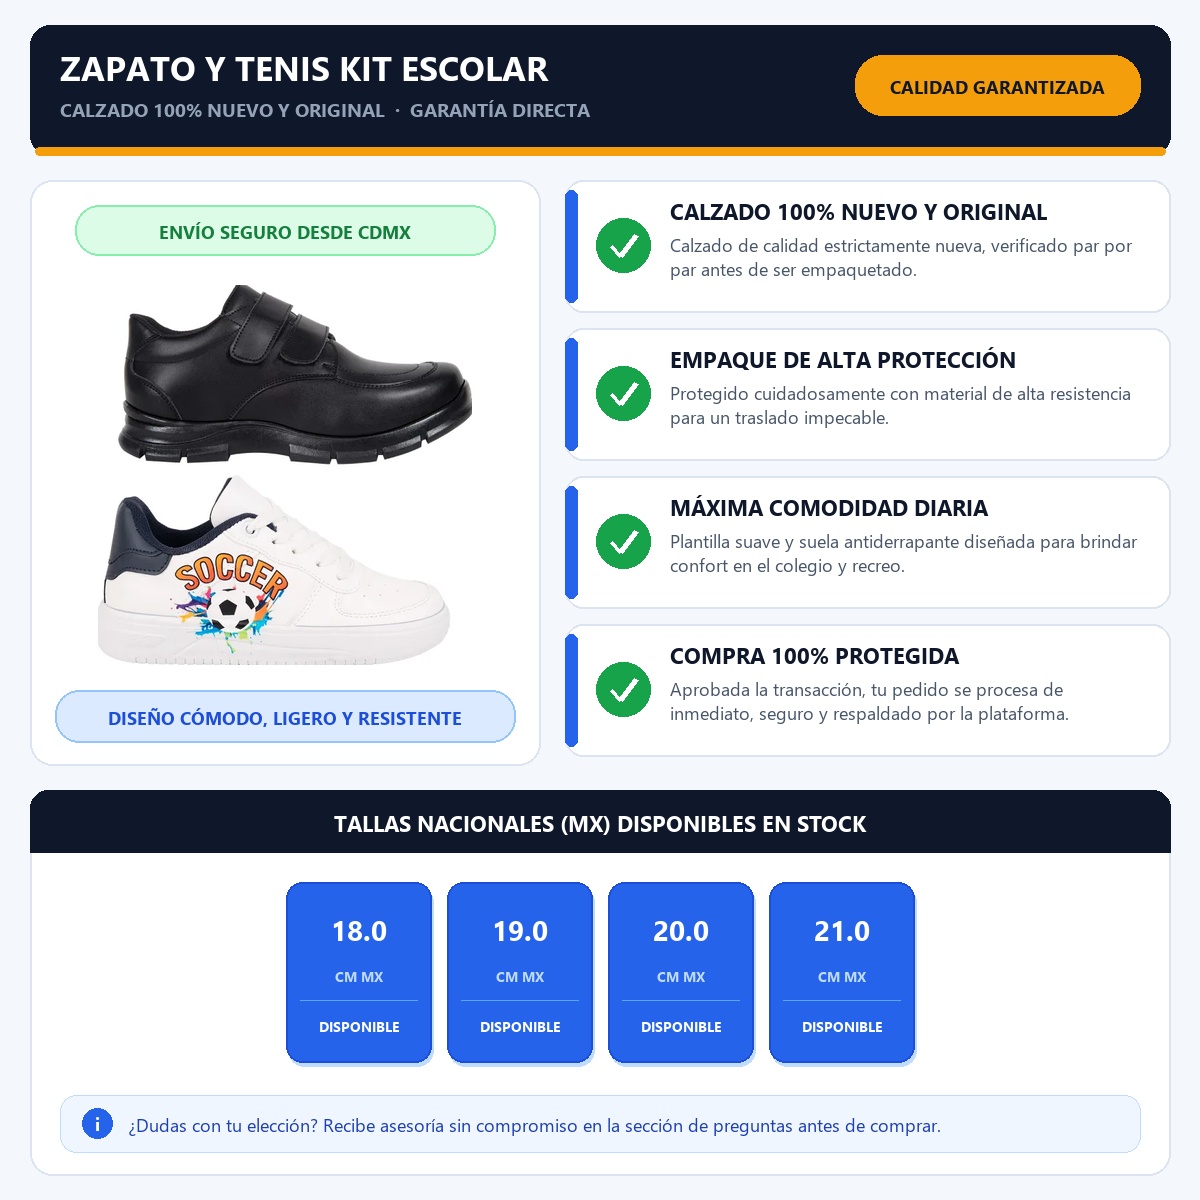 ZAPATO Y TENIS KIT ESCOLAR
CALZADO 100% NUEVO Y ORIGINAL · GARANTÍA DIRECTA
CALIDAD GARANTIZADA
ENVÍO SEGURO DESDE CDMX
SOCCER
DISEÑO CÓMODO, LIGERO Y RESISTENTE
CALZADO 100% NUEVO Y ORIGINAL
Calzado de calidad estrictamente nueva, verificado par por
par antes de ser empaquetado.
EMPAQUE DE ALTA PROTECCIÓN
Protegido cuidadosamente con material de alta resistencia
para un traslado impecable.
MÁXIMA COMODIDAD DIARIA
Plantilla suave y suela antiderrapante diseñada para brindar
confort en el colegio y recreo.
COMPRA 100% PROTEGIDA
Aprobada la transacción, tu pedido se procesa de
inmediato, seguro y respaldado por la plataforma.
TALLAS NACIONALES (MX) DISPONIBLES EN STOCK
18.0
CM MX
DISPONIBLE
19.0
CM MX
DISPONIBLE
20.0
CM MX
DISPONIBLE
21.0
CM MX
DISPONIBLE
¿Dudas con tu elección? Recibe asesoría sin compromiso en la sección de preguntas antes de comprar.